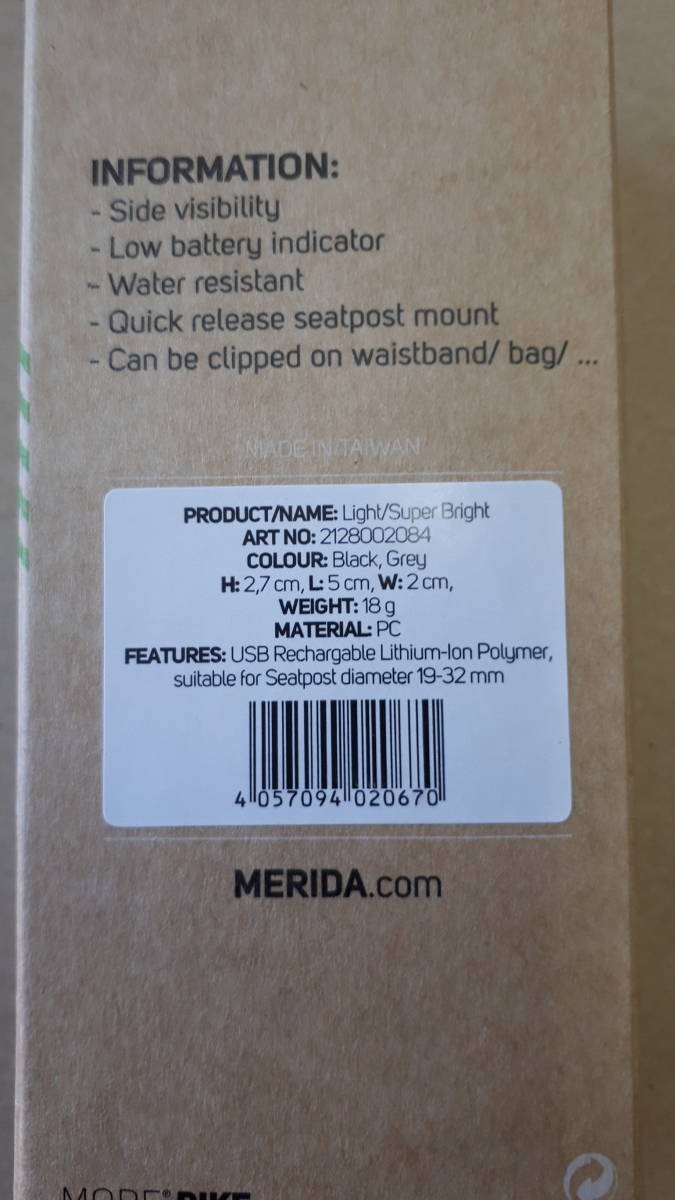 INFORMATION:
- Side visibility
- Low battery indicator
- Water resistant
- Quick release seatpost mount
- Can be clipped on waistband/ bag/ ...
MADE IN TAIWAN
PRODUCT/NAME: Light/Super Bright
ART NO: 2128002084
COLOUR: Black, Grey
H: 2,7 cm, L: 5 cm, W: 2 cm,
WEIGHT: 18 g
MATERIAL: PC
FEATURES: USB Rechargable Lithium-Ion Polymer,
suitable for Seatpost diameter 19-32 mm
4 057094 020670
MERIDA.com
MORE® BIKE